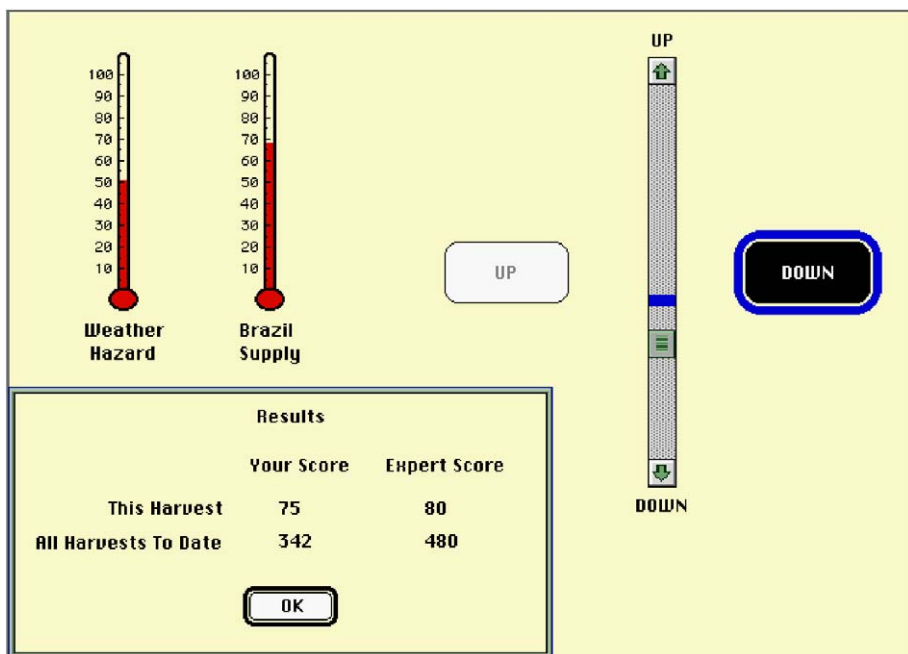 UP
100 100
90 90
80 80
70 70
60 60
50 50
40 40
30 30
20 20
10 10
UP
DOWN
Weather Hazard
Brazil Supply
DOWN
Results
Your Score Expert Score
This Harvest 75 80
All Harvests To Date 342 480
OK